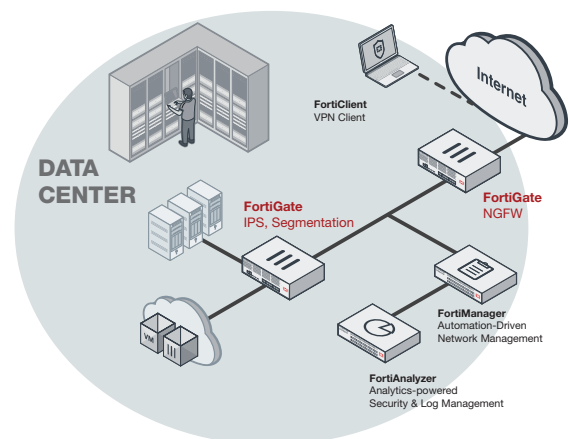 Internet
FortiClient
VPN Client
DATA
CENTER
FortiGate
IPS, Segmentation
FortiGate
NGFW
FortiManager
Automation-Driven
Network Management
VM
FortiAnalyzer
Analytics-powered
Security & Log Management